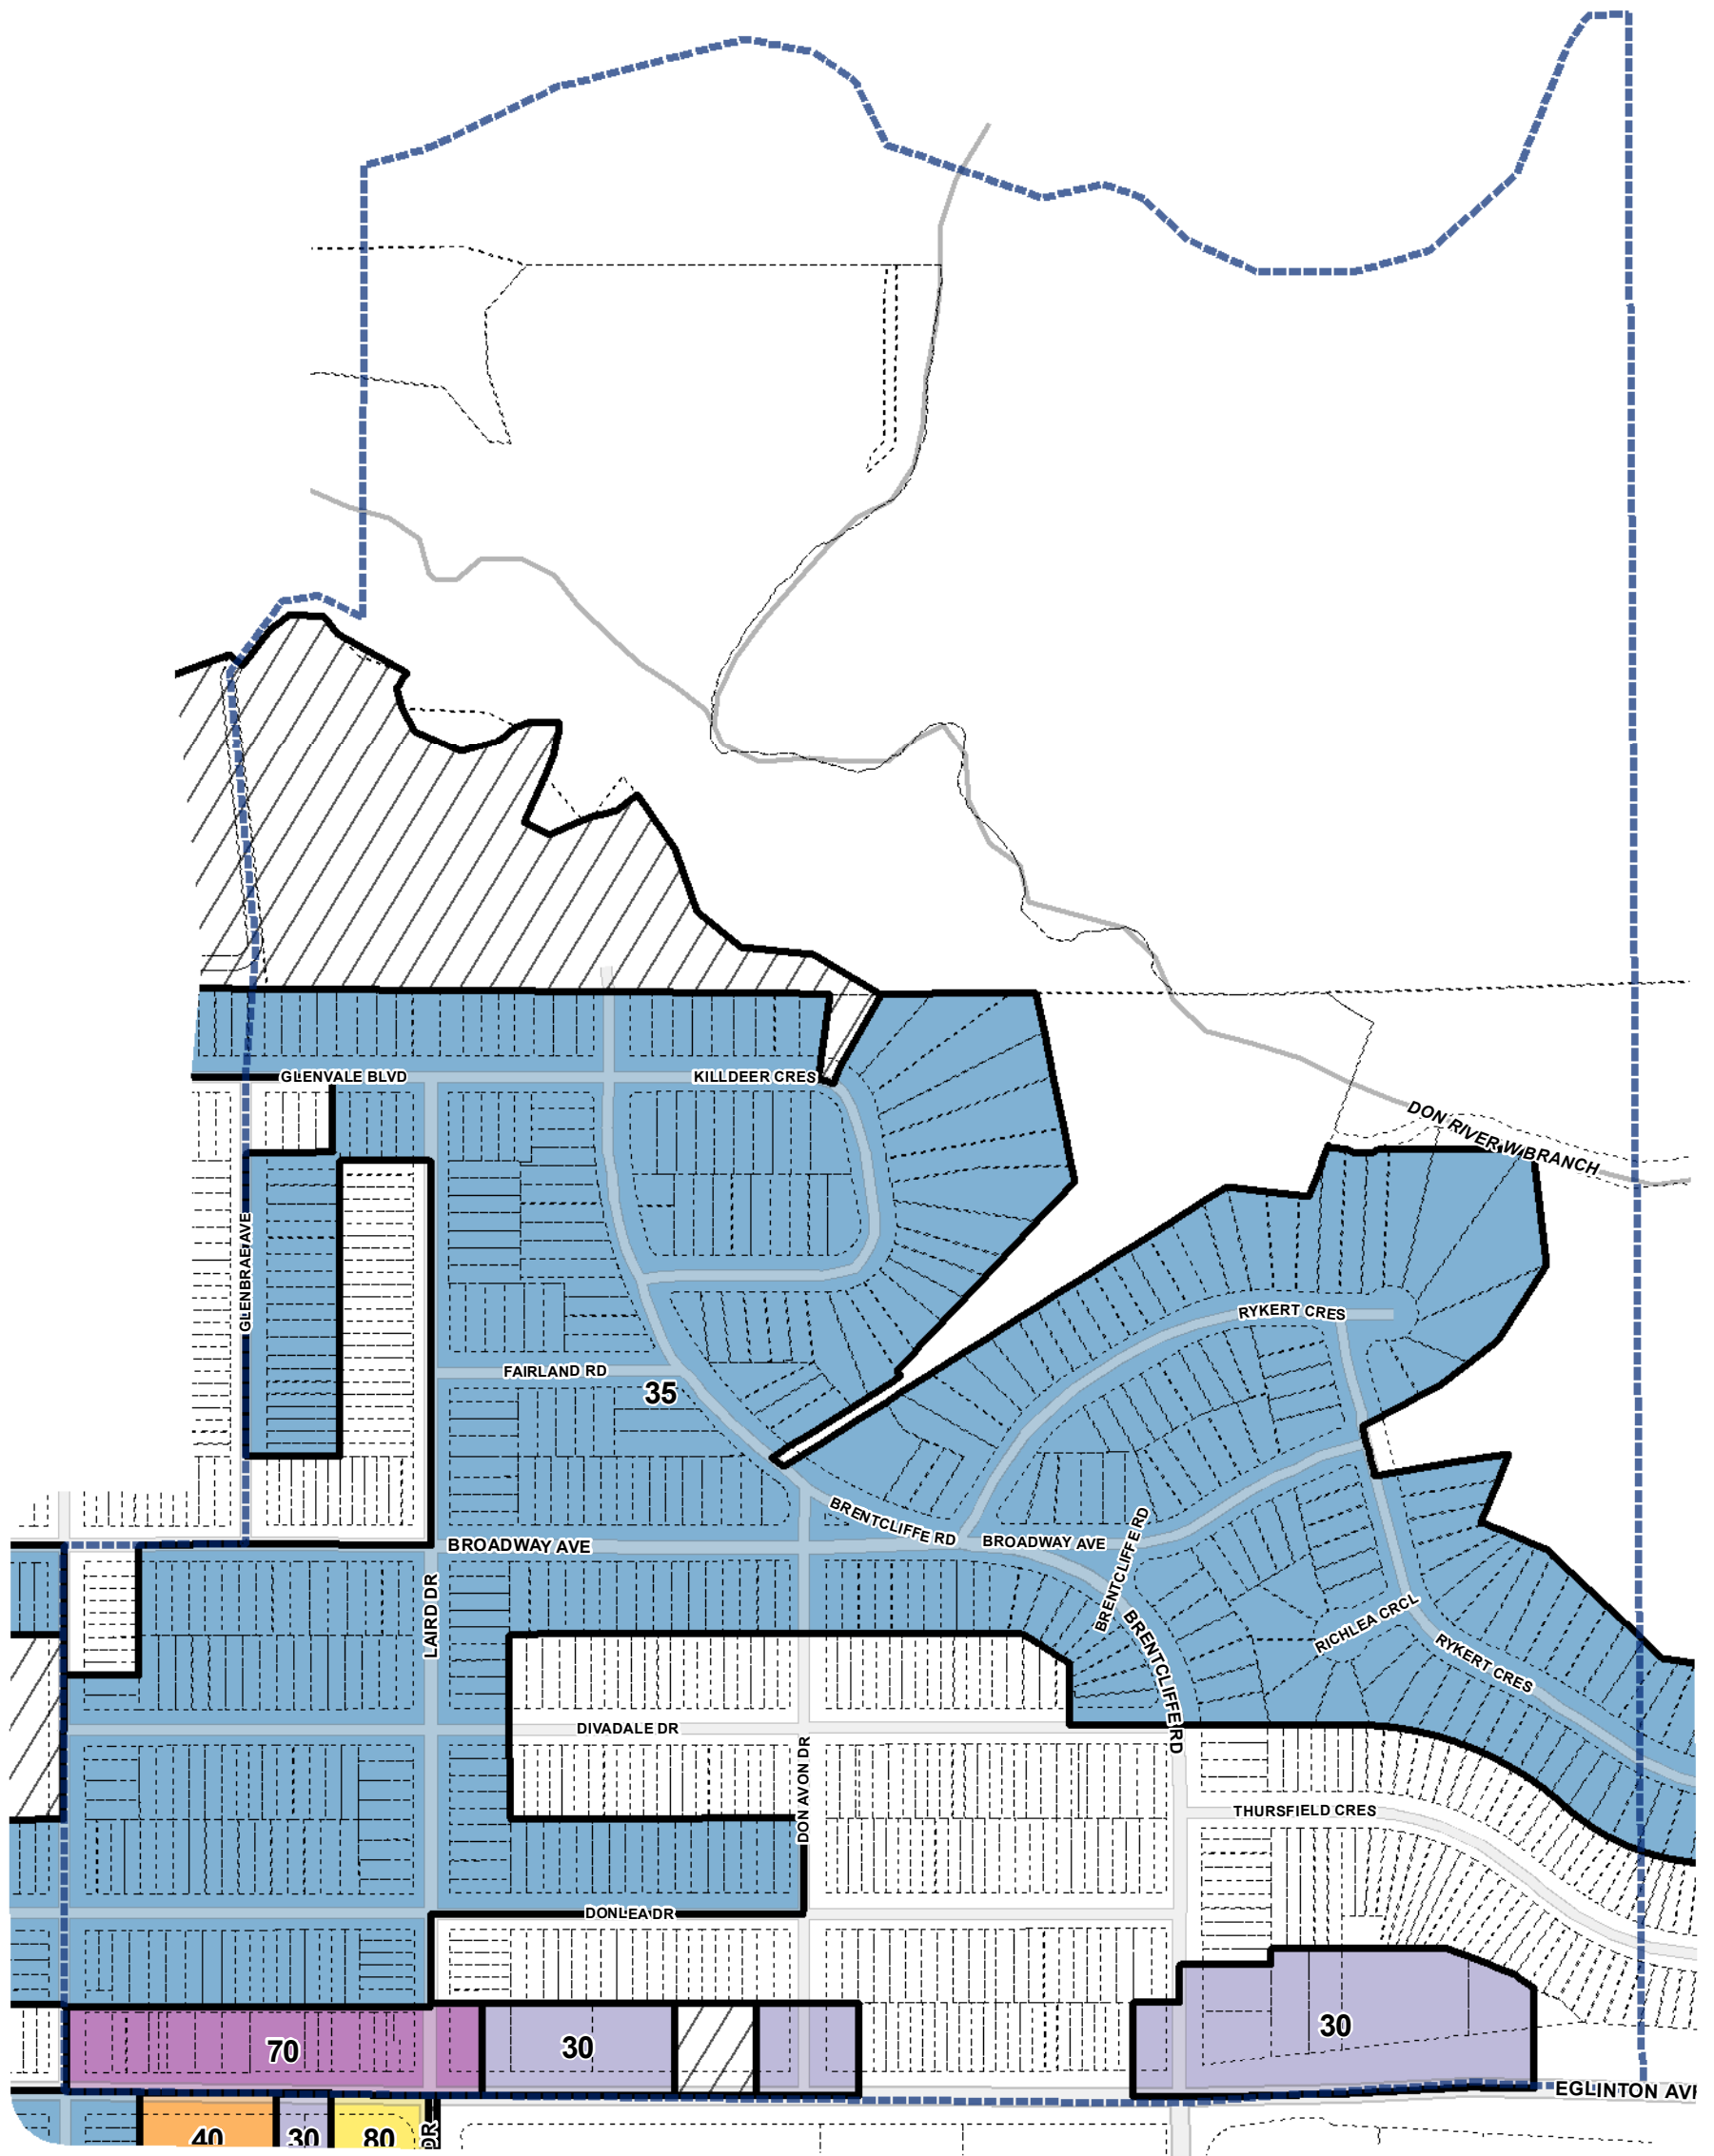 GLENVALE BLVD
KILLDEER CRES
DON RIVER W BRANCH
GLENBRAE AVE
RYKERT CRES
FAIRLAND RD
35
BRENTCLIFFE RD
BROADWAY AVE
BROADWAY AVE
BRENTCLIFFE RD
LAIRD DR
BRENTCLIFFE RD
RICHLEA CRCL
RYKERT CRES
DIVADALE DR
DON AVON DR
THURSFIELD CRES
DONLEA DR
70
30
30
EGLINTON AV
40
30
80
DR